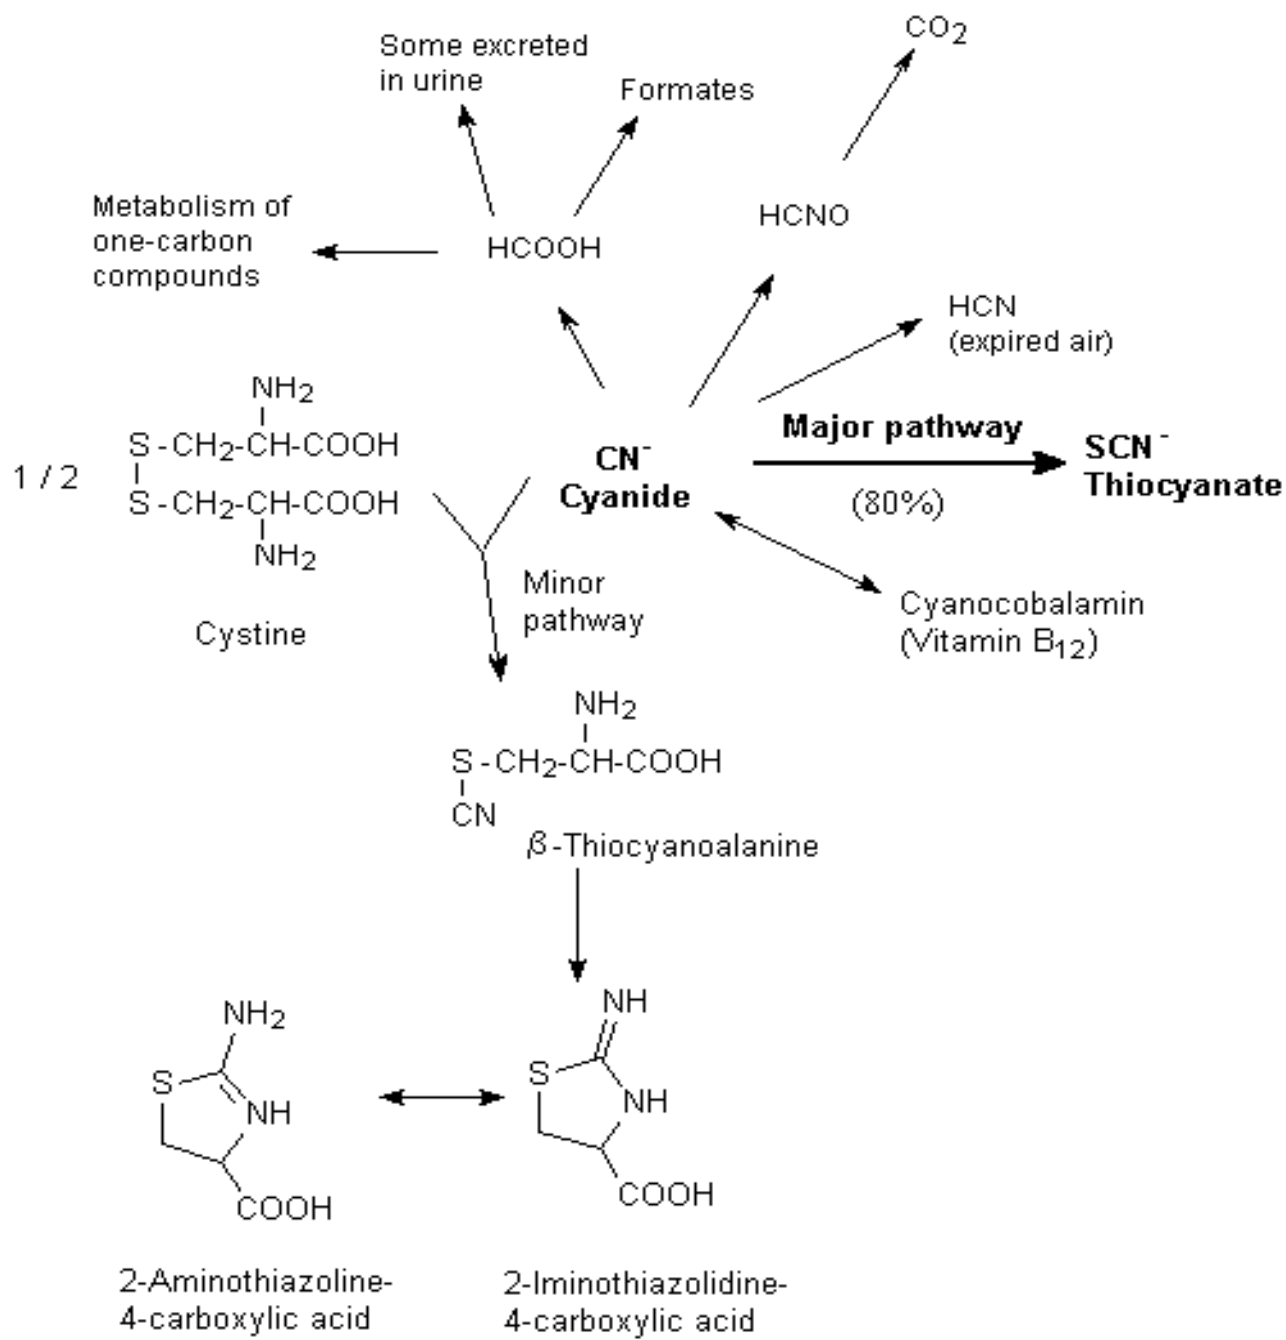 CO2
Some excreted
in urine
Formates
HCNO
Metabolism of
one-carbon
compounds
HCOOH
HCN
(expired air)
NH2
S-CH2-CH-COOH
1 / 2
S-CH2-CH-COOH
NH2
Cystine
CN-
Cyanide
Major pathway
(80%)
SCN-
Thiocyanate
Minor
pathway
Cyanocobalamin
(Vitamin B12)
NH2
S-CH2-CH-COOH
CN
ß-Thiocyanoalanine
NH2
S
NH
COOH
NH
S
NH
COOH
2-Aminothiazoline-
4-carboxylic acid
2-Iminothiazolidine-
4-carboxylic acid